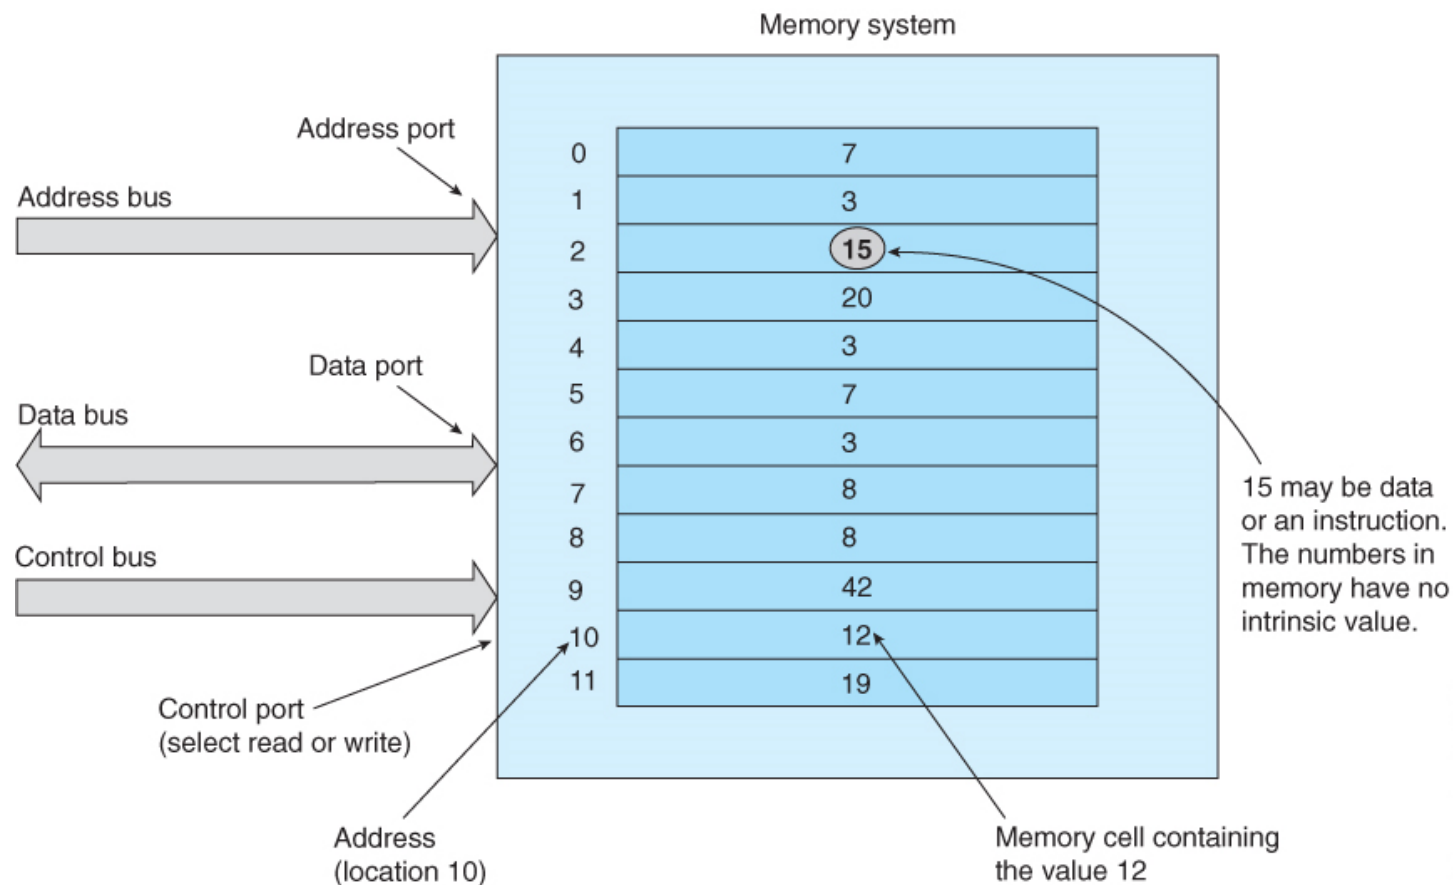 Memory system
Address port
Address bus
Data port
Data bus
Control bus
Control port
(select read or write)
Address
(location 10)
0 7
1 3
2 15
3 20
4 3
5 7
6 3
7 8
8 8
9 42
10 12
11 19
15 may be data
or an instruction.
The numbers in
memory have no
intrinsic value.
Memory cell containing
the value 12